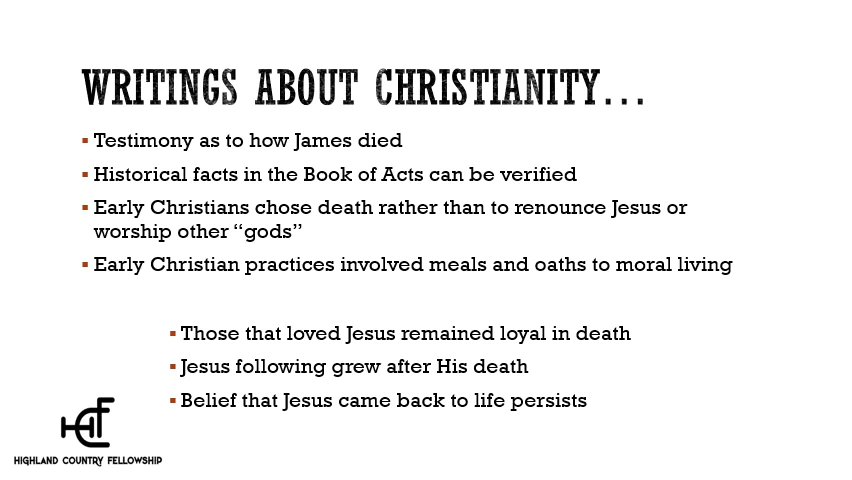 WRITINGS ABOUT CHRISTIANITY...
▪ Testimony as to how James died
▪ Historical facts in the Book of Acts can be verified
▪ Early Christians chose death rather than to renounce Jesus or
worship other “gods”
▪ Early Christian practices involved meals and oaths to moral living
▪ Those that loved Jesus remained loyal in death
▪ Jesus following grew after His death
▪ Belief that Jesus came back to life persists
HCF
HIGHLAND COUNTRY FELLOWSHIP